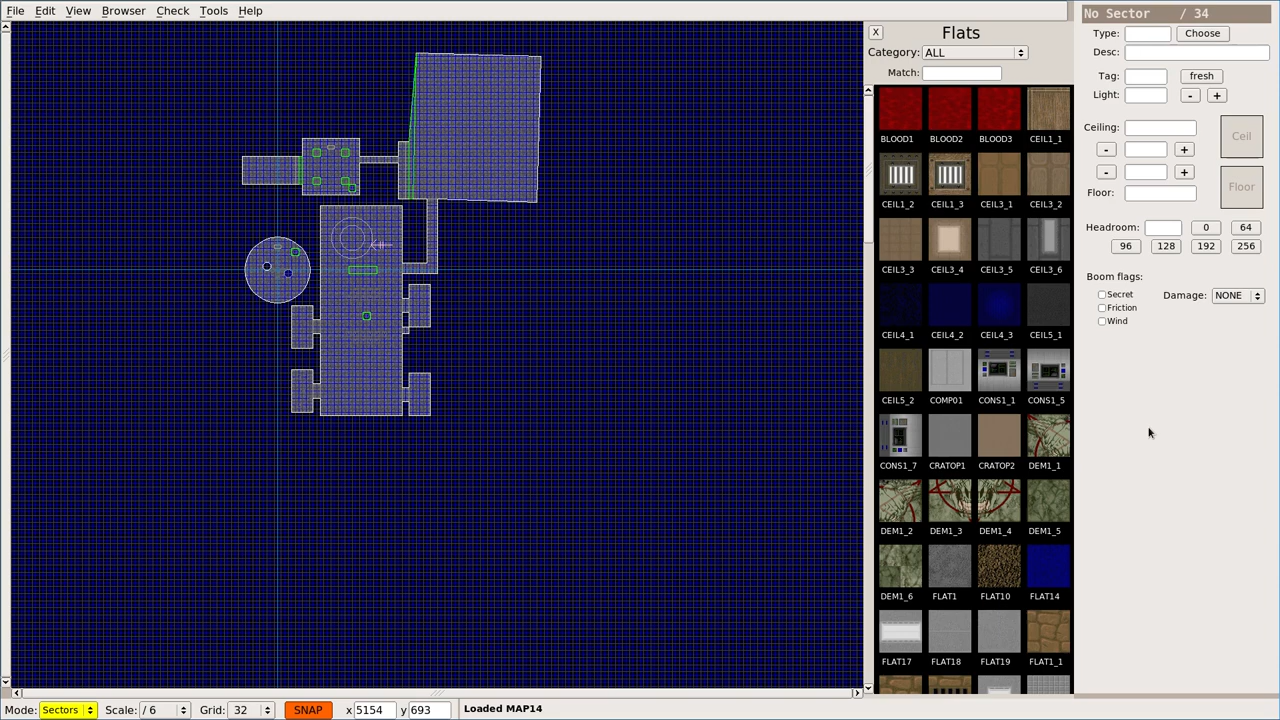 File Edit View Browser Check Tools Help
No Sector / 34
X Flats
Category: ALL
Match:
Type: Choose
Desc:
Tag: fresh
Light: - +
Ceiling: Ceil
- +
- +
Floor: Floor
Headroom: 0 64
96 128 192 256
Boom flags:
Secret Damage: NONE
Friction
Wind
BLOOD1 BLOOD2 BLOOD3 CEIL1_1
CEIL1_2 CEIL1_3 CEIL3_1 CEIL3_2
CEIL3_3 CEIL3_4 CEIL3_5 CEIL3_6
CEIL4_1 CEIL4_2 CEIL4_3 CEIL5_1
CEIL5_2 COMP01 CONS1_1 CONS1_5
CONS1_7 CRATOP1 CRATOP2 DEM1_1
DEM1_2 DEM1_3 DEM1_4 DEM1_5
DEM1_6 FLAT1 FLAT10 FLAT14
FLAT17 FLAT18 FLAT19 FLAT1_1
Mode: Sectors Scale: / 6 Grid: 32 SNAP x 5154 y 693 Loaded MAP14